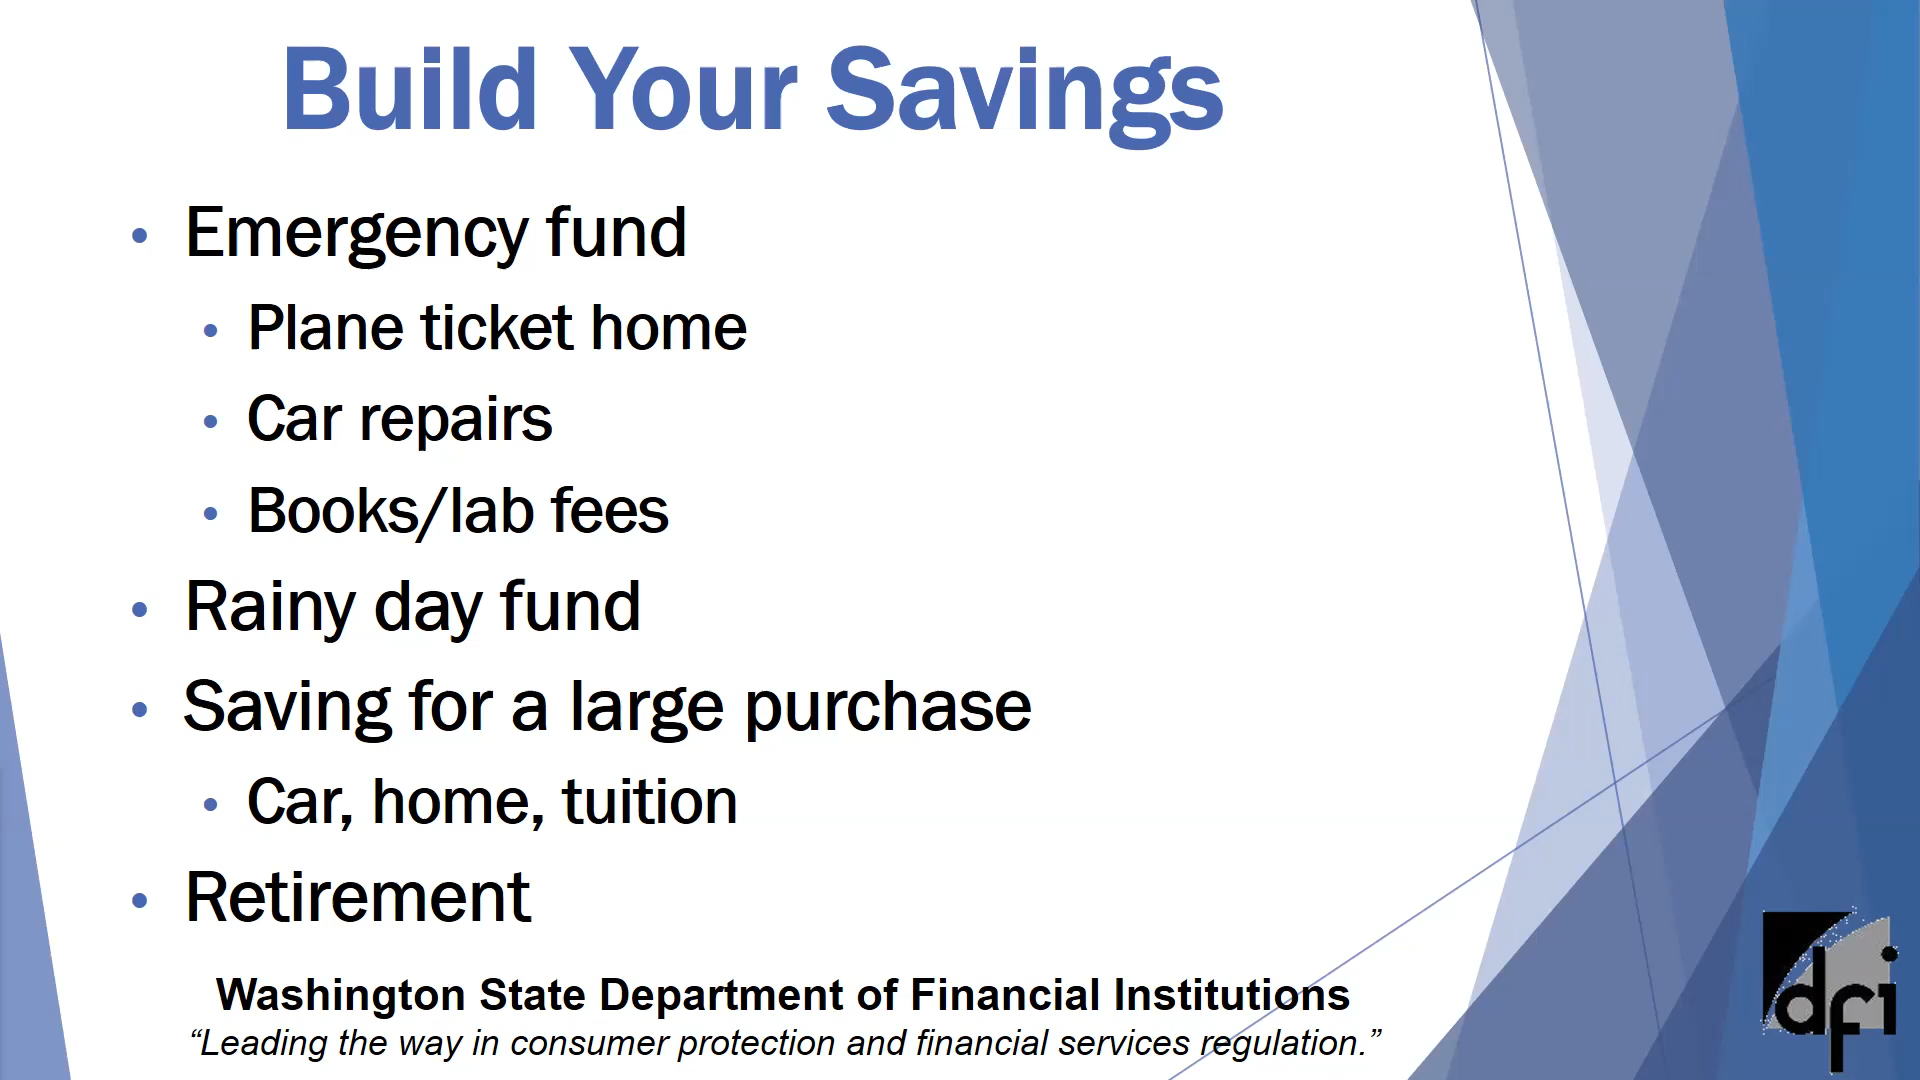 Build Your Savings
• Emergency fund
• Plane ticket home
• Car repairs
• Books/lab fees
• Rainy day fund
• Saving for a large purchase
• Car, home, tuition
• Retirement
Washington State Department of Financial Institutions
“Leading the way in consumer protection and financial services regulation.”
dfi